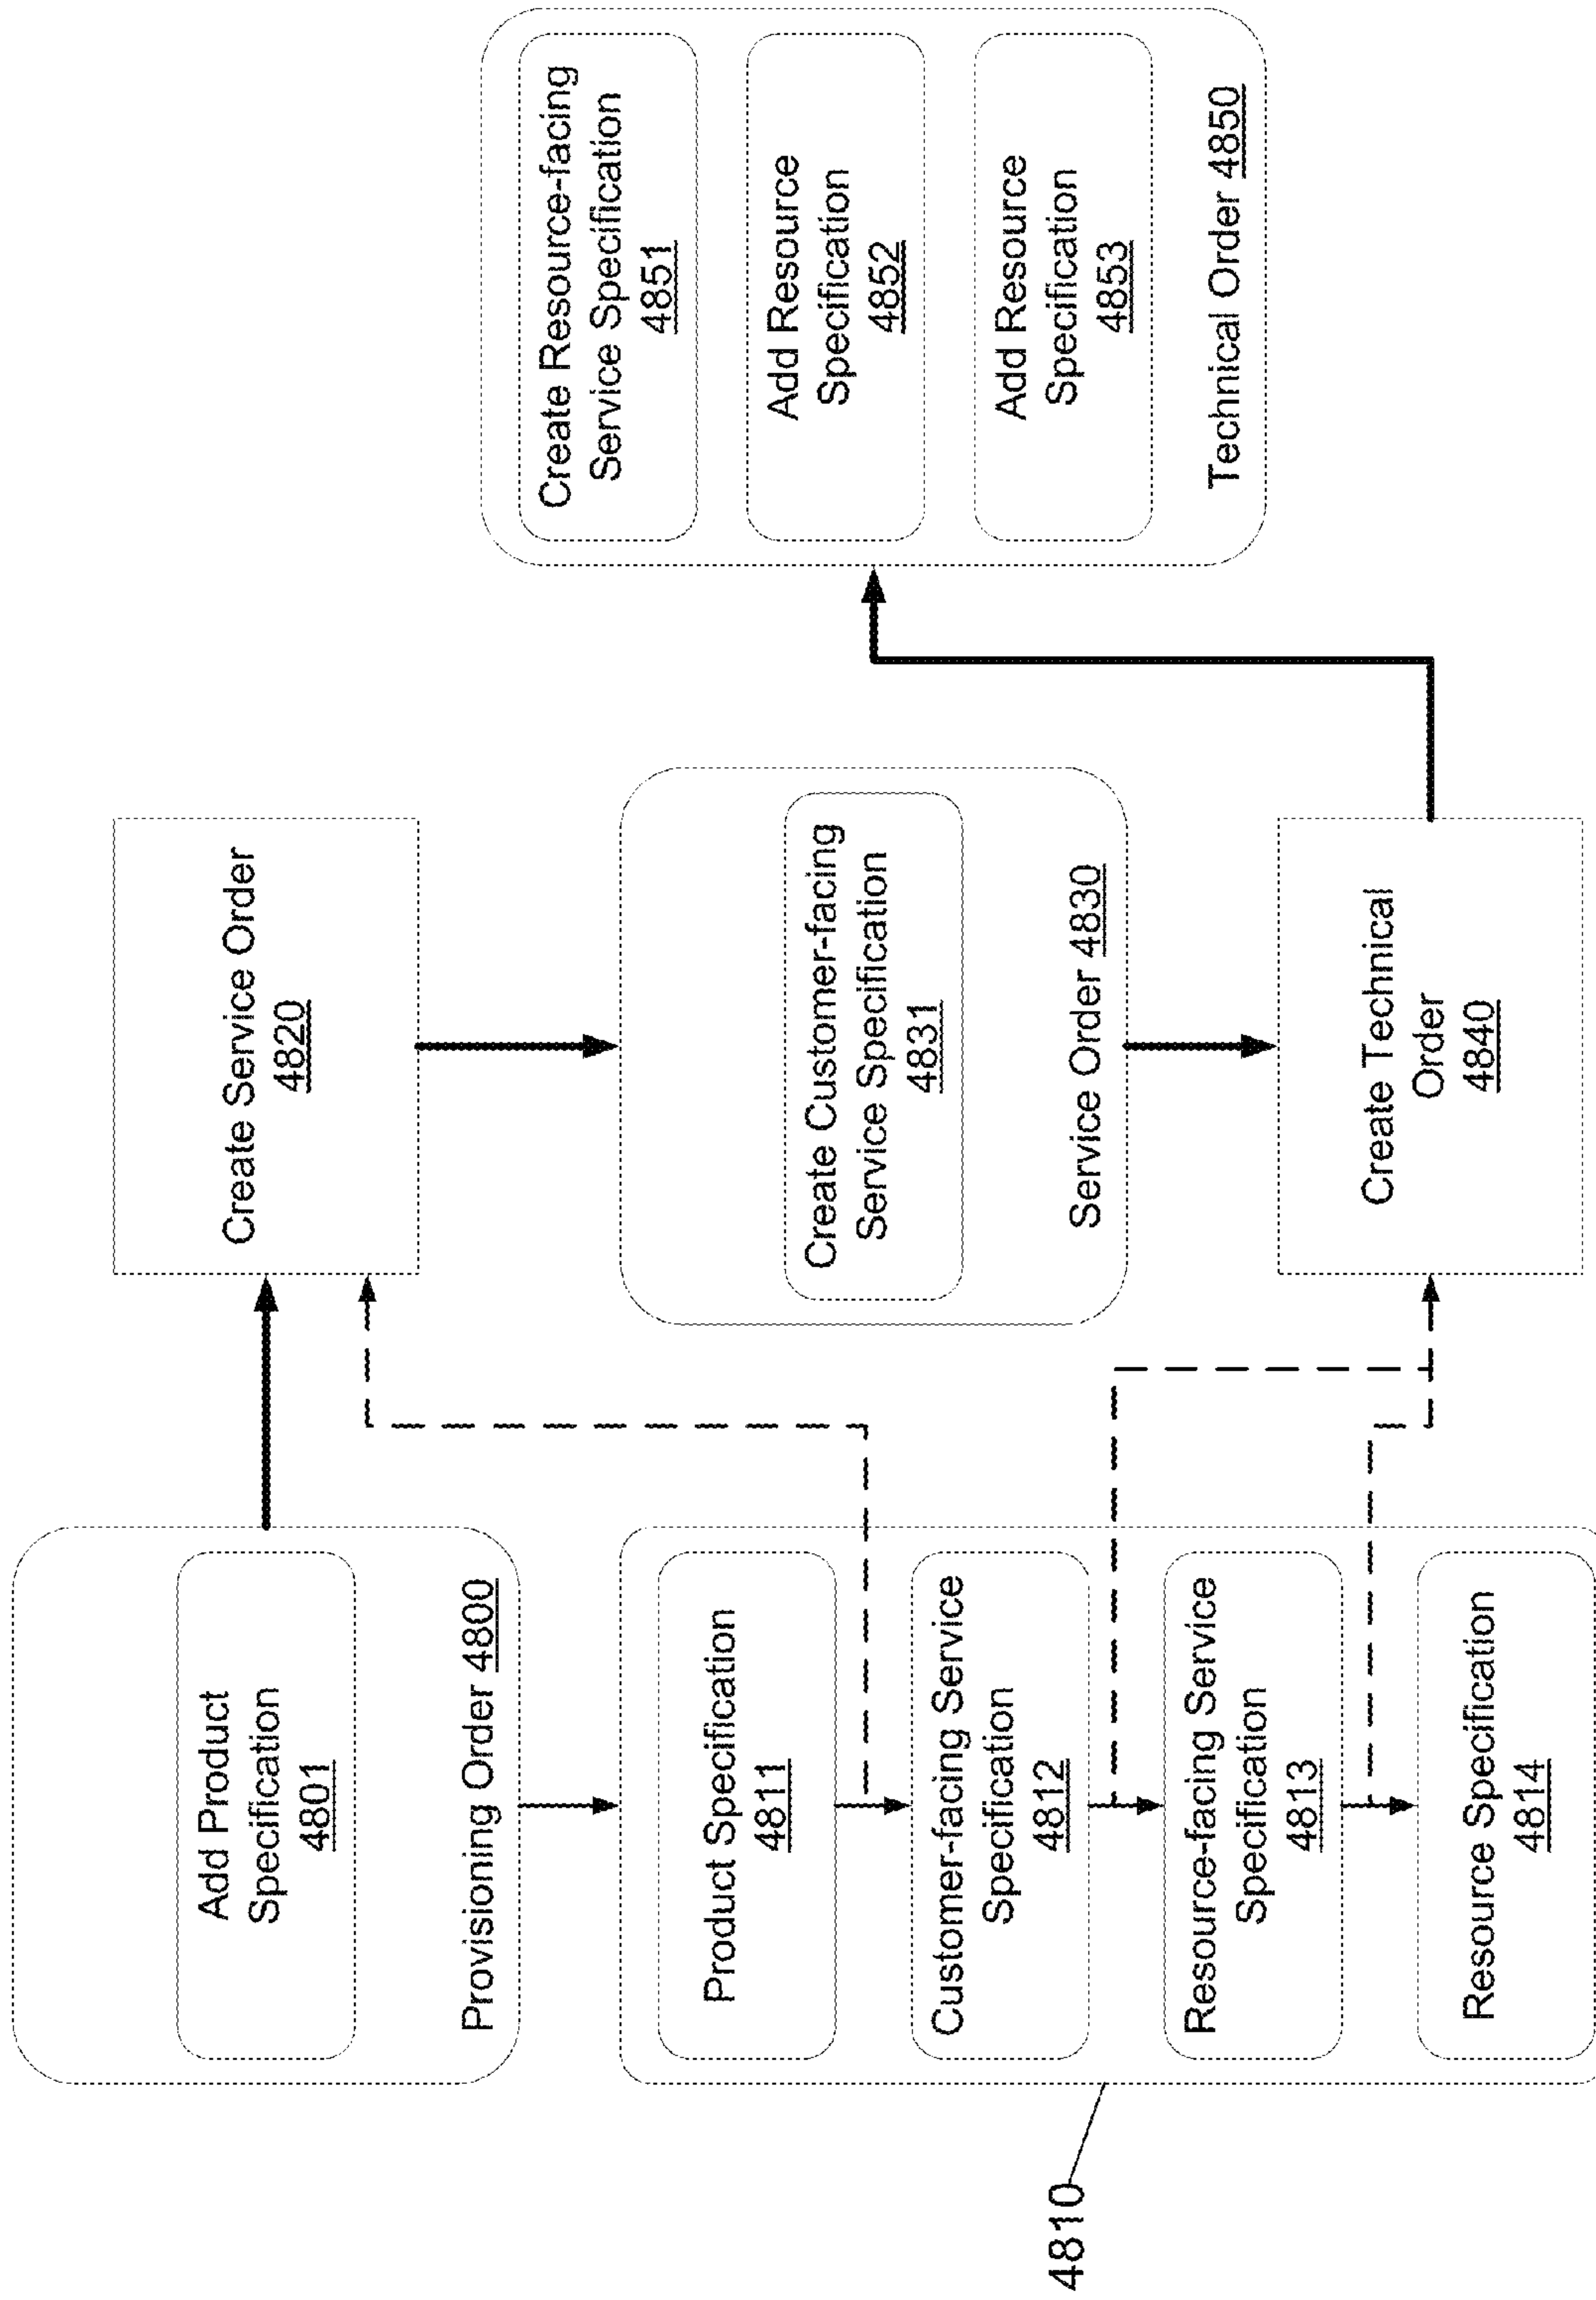 Add Product
Specification
4801
Provisioning Order 4800
Product Specification
4811
Customer-facing Service
Specification
4812
Resource-facing Service
Specification
4813
Resource Specification
4814
4810
Create Service Order
4820
Create Customer-facing
Service Specification
4831
Service Order 4830
Create Technical
Order
4840
Create Resource-facing
Service Specification
4851
Add Resource
Specification
4852
Add Resource
Specification
4853
Technical Order 4850